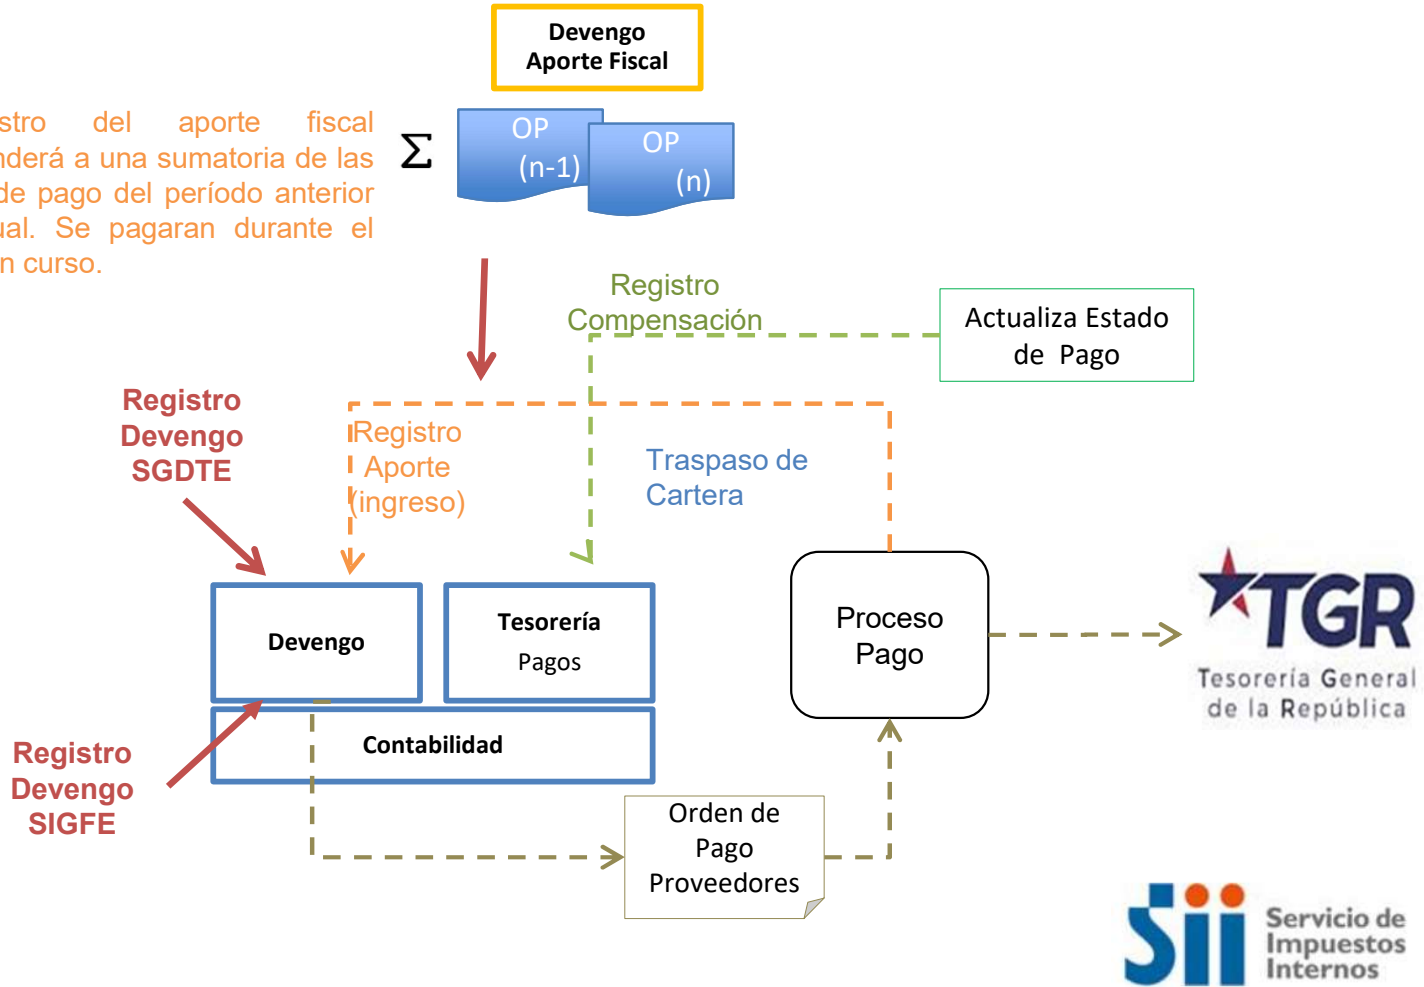 Devengo
Aporte Fiscal
stro del aporte fiscal
nderá a una sumatoria de las
de pago del período anterior
ual. Se pagaran durante el
n curso.
Σ
OP
(n-1)
OP
(n)
Registro
Compensación
Actualiza Estado
de Pago
Registro
Devengo
SGDTE
Registro
Aporte
(ingreso)
Traspaso de
Cartera
Devengo
Tesorería
Pagos
Proceso
Pago
TGR
Tesorería General
de la República
Contabilidad
Registro
Devengo
SIGFE
Orden de
Pago
Proveedores
Sii
Servicio de
Impuestos
Internos